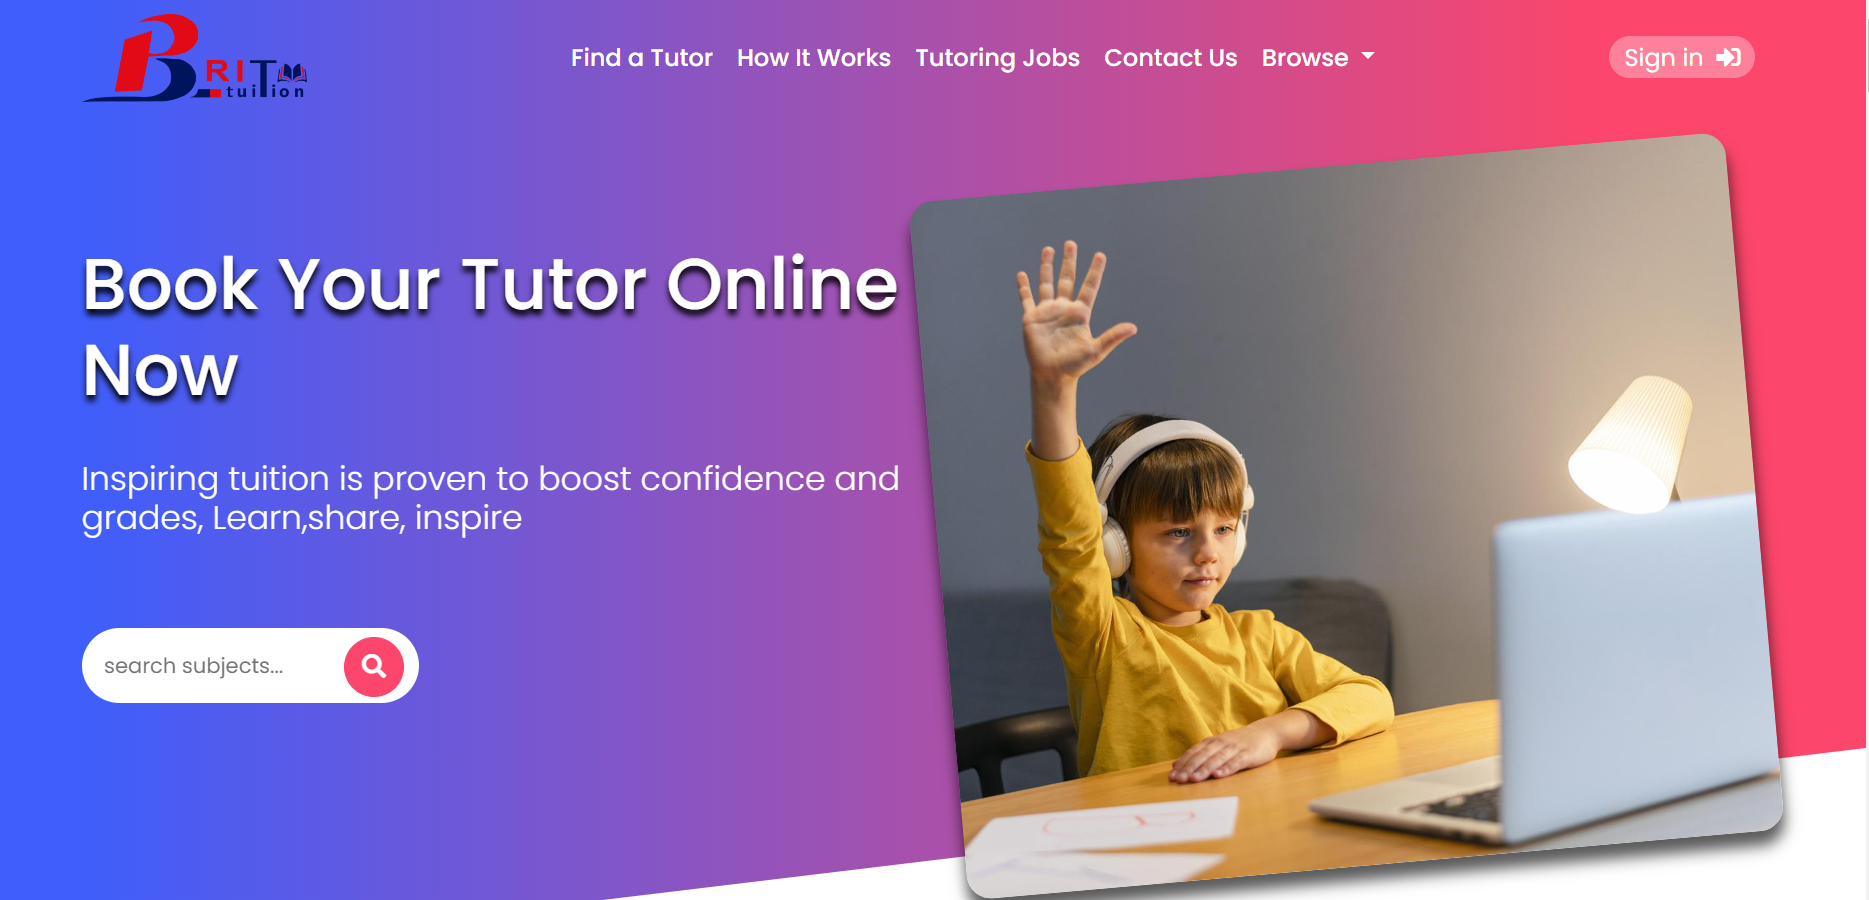 BRIT
tuiTion
Find a Tutor How It Works Tutoring Jobs Contact Us Browse
Sign in
Book Your Tutor Online
Now
Inspiring tuition is proven to boost confidence and
grades, Learn,share, inspire
search subjects...